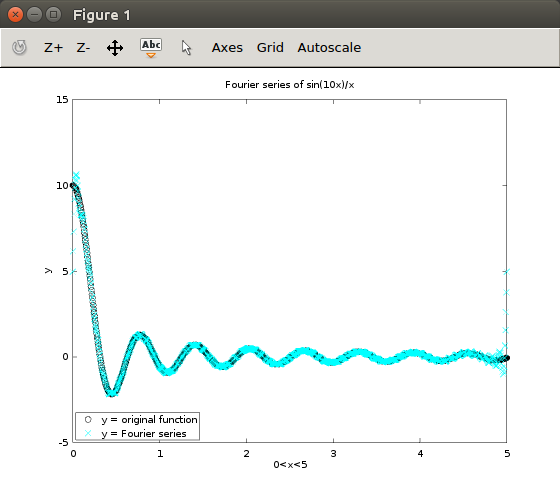 Figure 1
Z+ Z- Abc Axes Grid Autoscale
Fourier series of sin(10x)/x
15
10
5
0
-5
y
y = original function
y = Fourier series
0 1 2 3 4 5
0<x<5